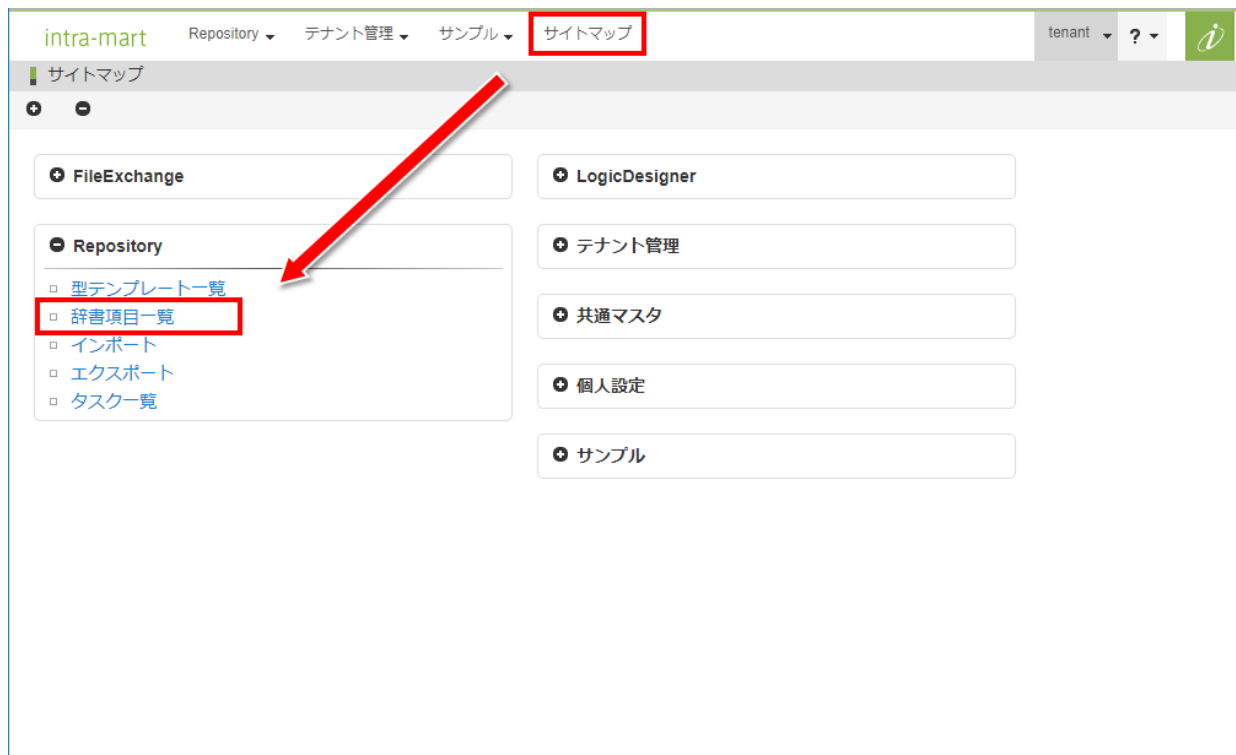 intra-mart Repository テナント管理 サンプル サイトマップ tenant ?
サイトマップ
FileExchange
Repository
型テンプレート一覧
辞書項目一覧
インポート
エクスポート
タスク一覧
LogicDesigner
テナント管理
共通マスタ
個人設定
サンプル